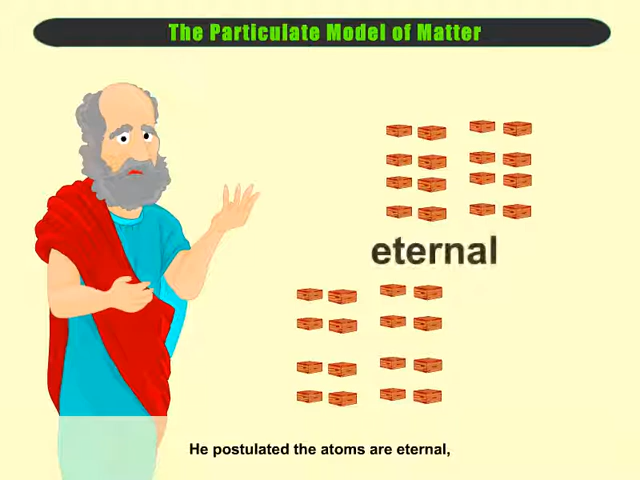 The Particulate Model of Matter
eternal
He postulated the atoms are eternal,